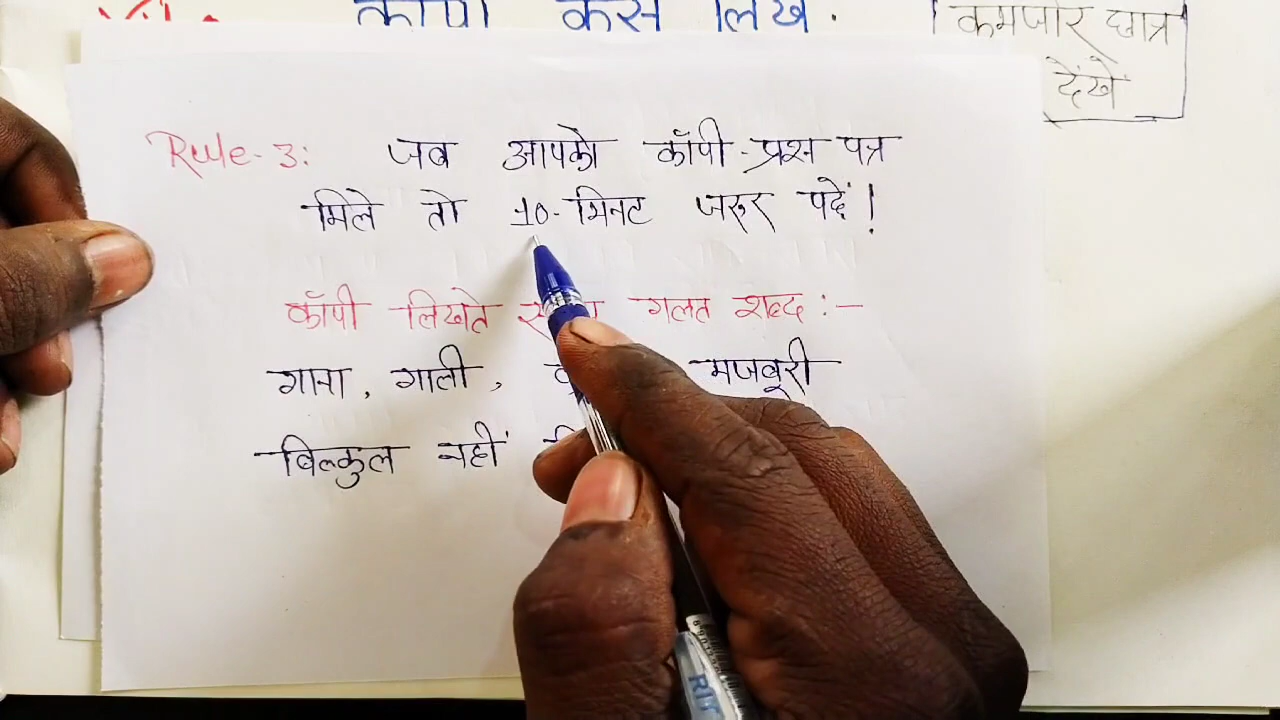 कापी कैसे लिखें.
कमजोर छात्र
देंखें
Rule-3: जब आपको कॉपी-प्रश्न पत्र
मिले तो 10-मिनट जरुर पढ़ें!
कॉपी लिखते गलत शब्द :-
गाना, गाली, मजबूरी
बिल्कुल नहीं